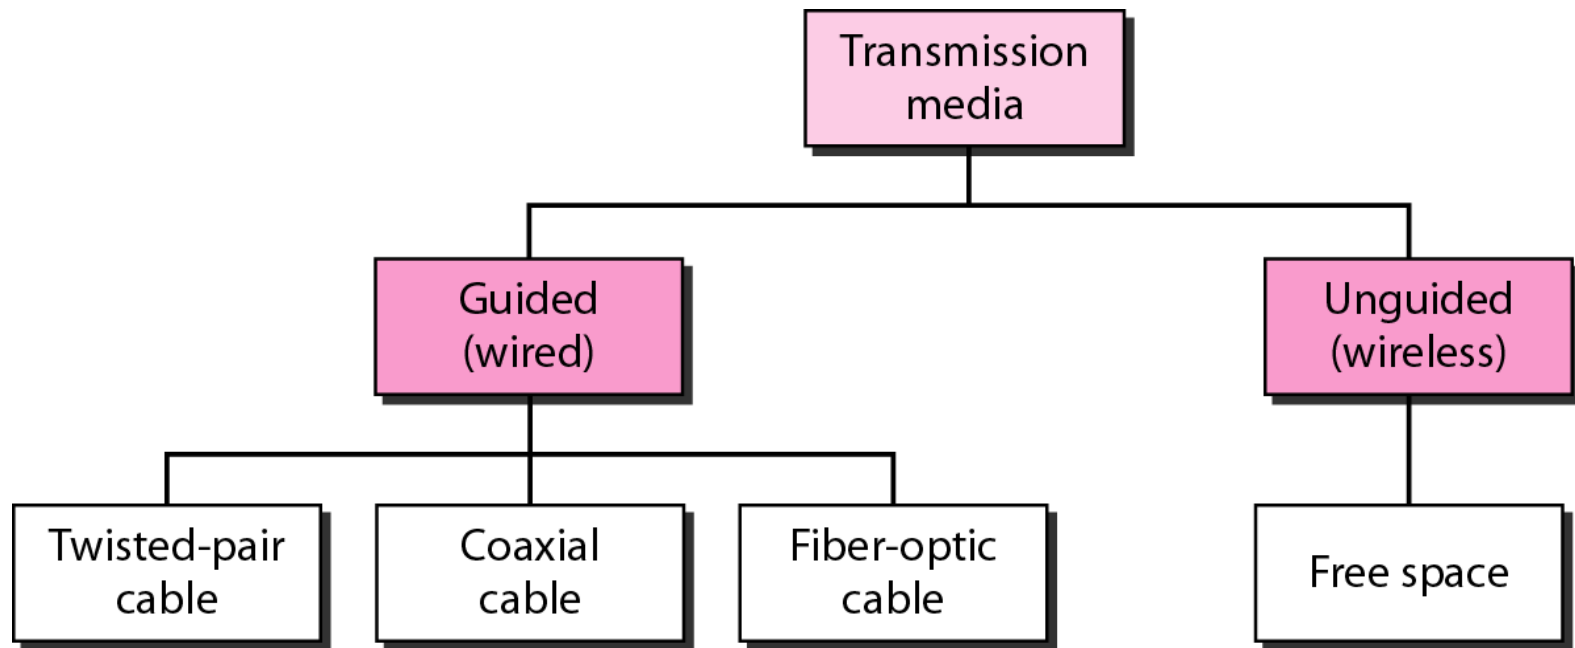 Transmission
media
Guided
(wired)
Unguided
(wireless)
Twisted-pair
cable
Coaxial
cable
Fiber-optic
cable
Free space